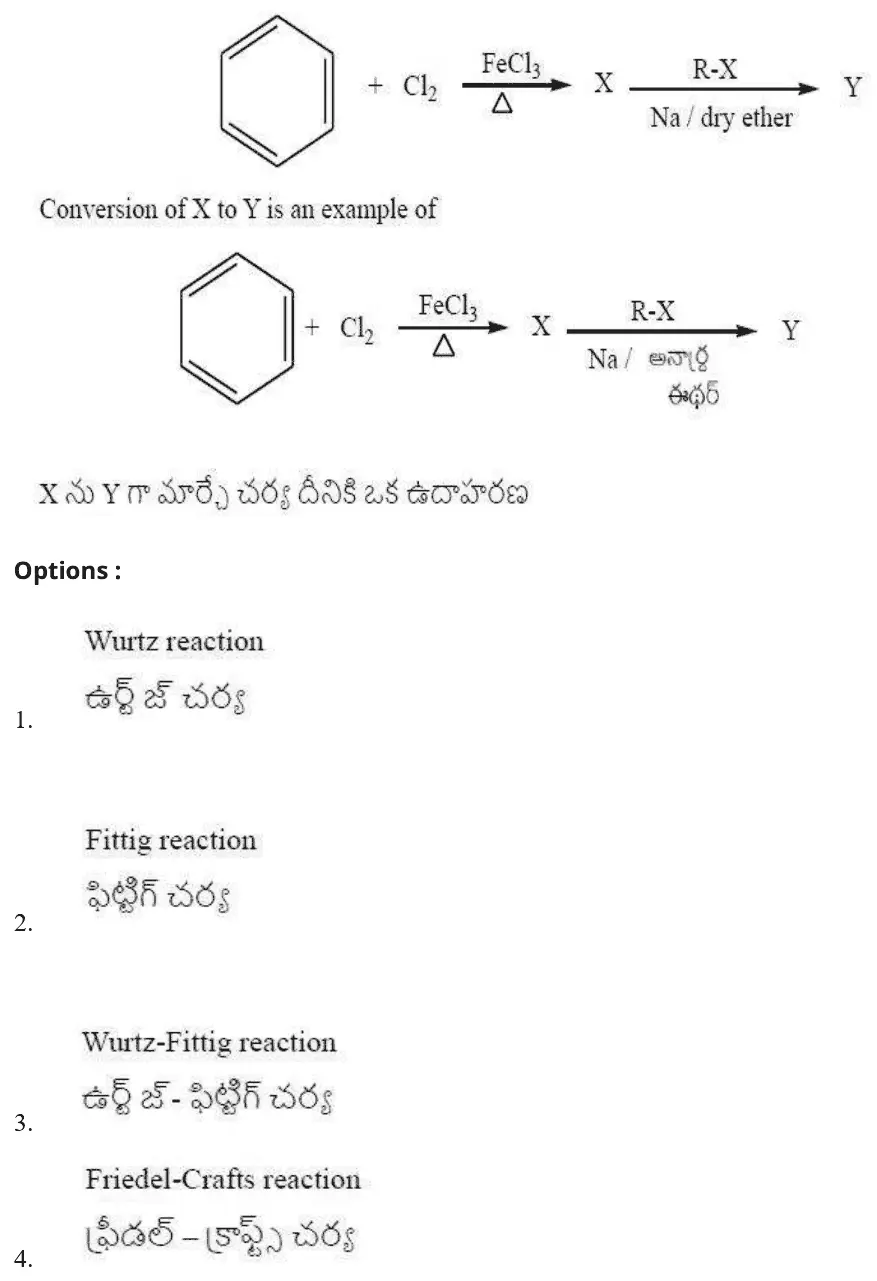 + Cl₂ FeCl₃ Δ X R-X Na / dry ether Y
Conversion of X to Y is an example of
+ Cl₂ FeCl₃ Δ X R-X Na / అనార్ద్ర ఈథర్ Y
X ను Y గా మార్చే చర్య దీనికి ఒక ఉదాహరణ
Options :
Wurtz reaction
ఉర్ట్ జ్ చర్య
1.
Fittig reaction
ఫిట్టిగ్ చర్య
2.
Wurtz-Fittig reaction
ఉర్ట్ జ్ - ఫిట్టిగ్ చర్య
3.
Friedel-Crafts reaction
ఫ్రీడల్ – క్రాఫ్ట్స్ చర్య
4.